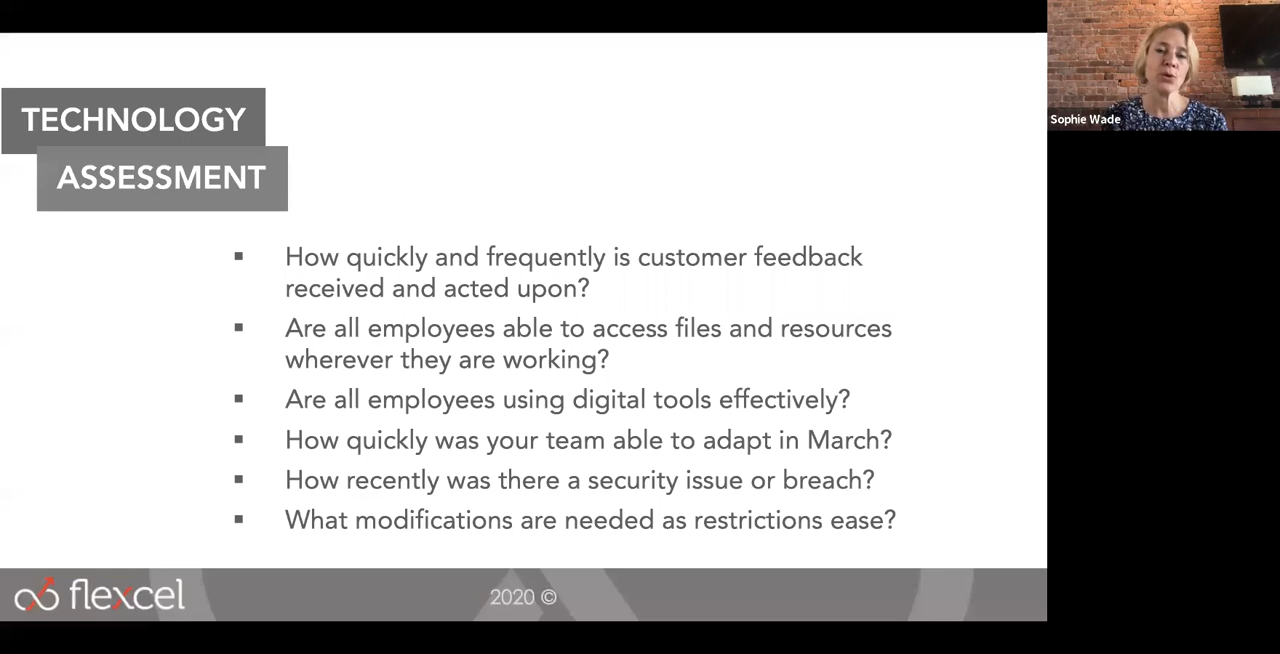 TECHNOLOGY
ASSESSMENT
Sophie Wade
▪ How quickly and frequently is customer feedback
received and acted upon?
▪ Are all employees able to access files and resources
wherever they are working?
▪ Are all employees using digital tools effectively?
▪ How quickly was your team able to adapt in March?
▪ How recently was there a security issue or breach?
▪ What modifications are needed as restrictions ease?
flexcel
2020 ©